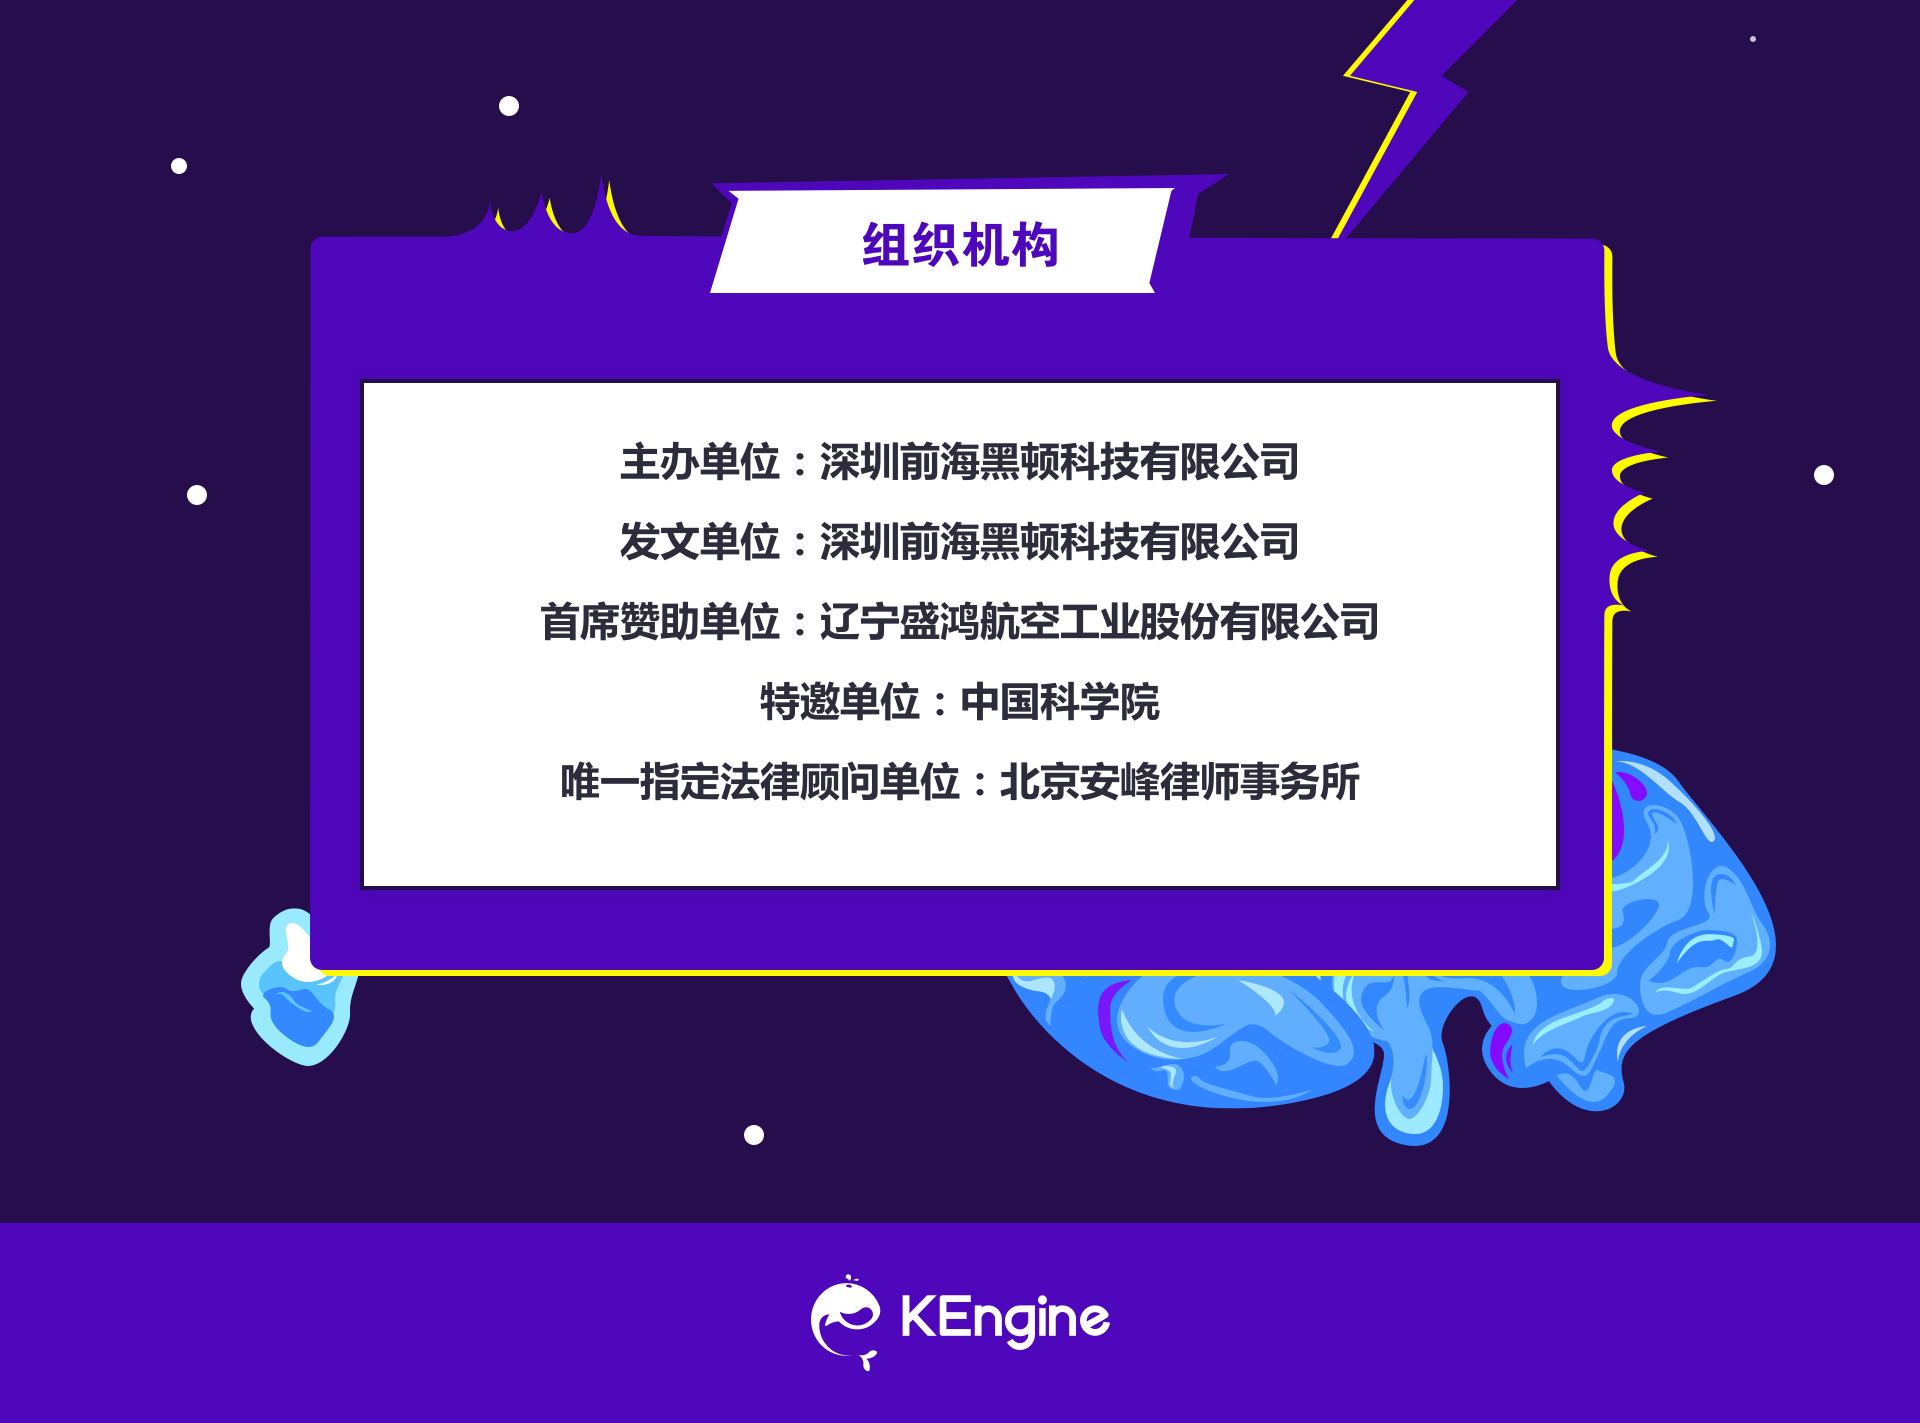 组织机构
主办单位：深圳前海黑顿科技有限公司
发文单位：深圳前海黑顿科技有限公司
首席赞助单位：辽宁盛鸿航空工业股份有限公司
特邀单位：中国科学院
唯一指定法律顾问单位：北京安峰律师事务所
KEngine